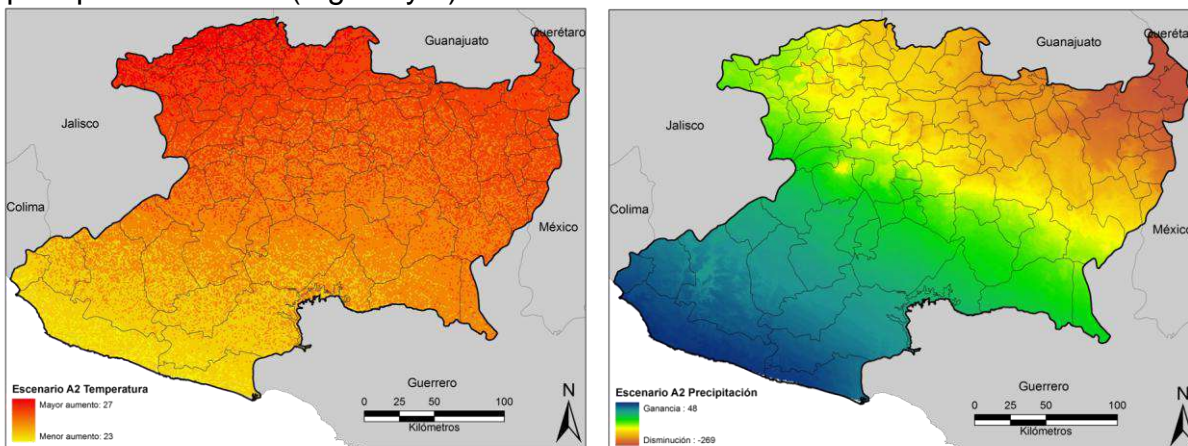 Guanajuato
Querétaro
Jalisco
Colima
México
Guerrero
Escenario A2 Temperatura
Mayor aumento: 27
Menor aumento: 23
0 25 50 100
Kilómetros
N
Guanajuato
Querétaro
Jalisco
Colima
México
Guerrero
Escenario A2 Precipitación
Ganancia : 48
Disminución : -269
0 25 50 100
Kilómetros
N